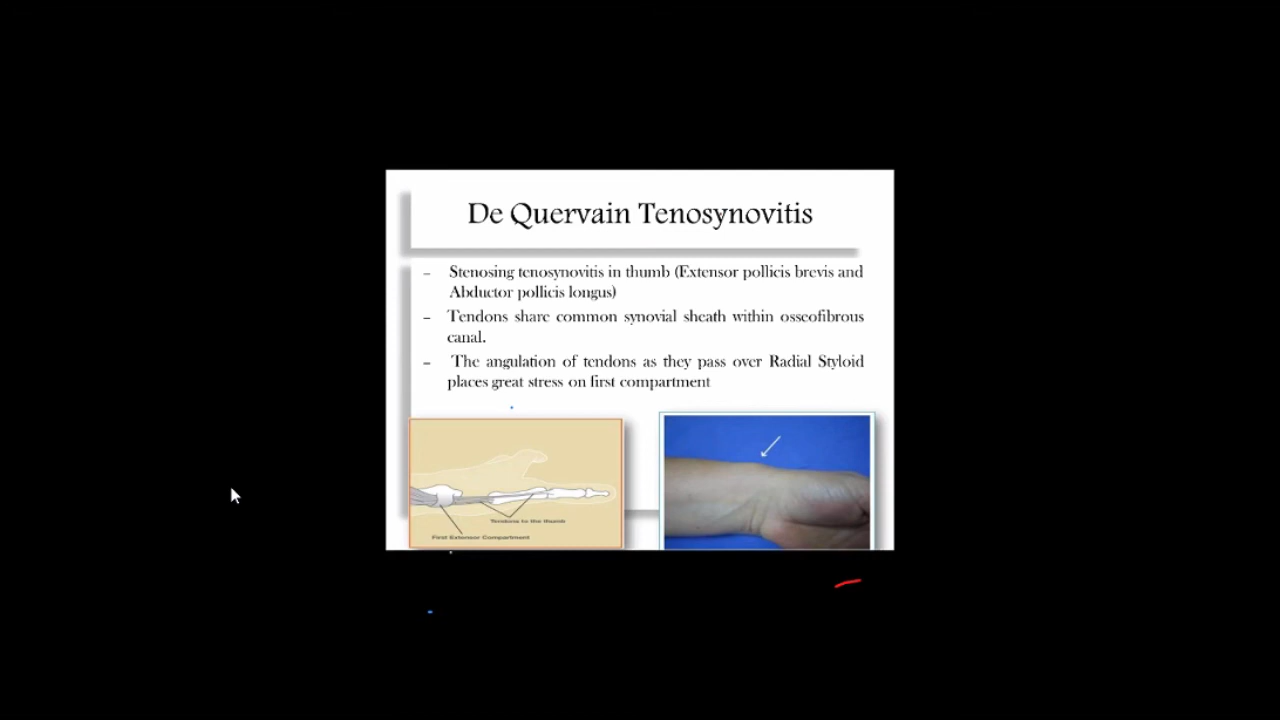 De Quervain Tenosynovitis
– Stenosing tenosynovitis in thumb (Extensor pollicis brevis and
Abductor pollicis longus)
– Tendons share common synovial sheath within osseofibrous
canal.
– The angulation of tendons as they pass over Radial Styloid
places great stress on first compartment
Tendons to the thumb
First Extensor Compartment